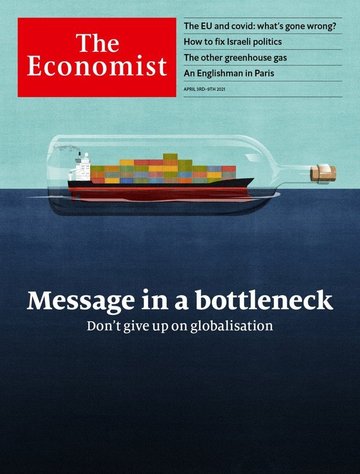 The
Economist
The EU and covid: what's gone wrong?
How to fix Israeli politics
The other greenhouse gas
An Englishman in Paris
APRIL 3RD–9TH 2021
Message in a bottleneck
Don't give up on globalisation